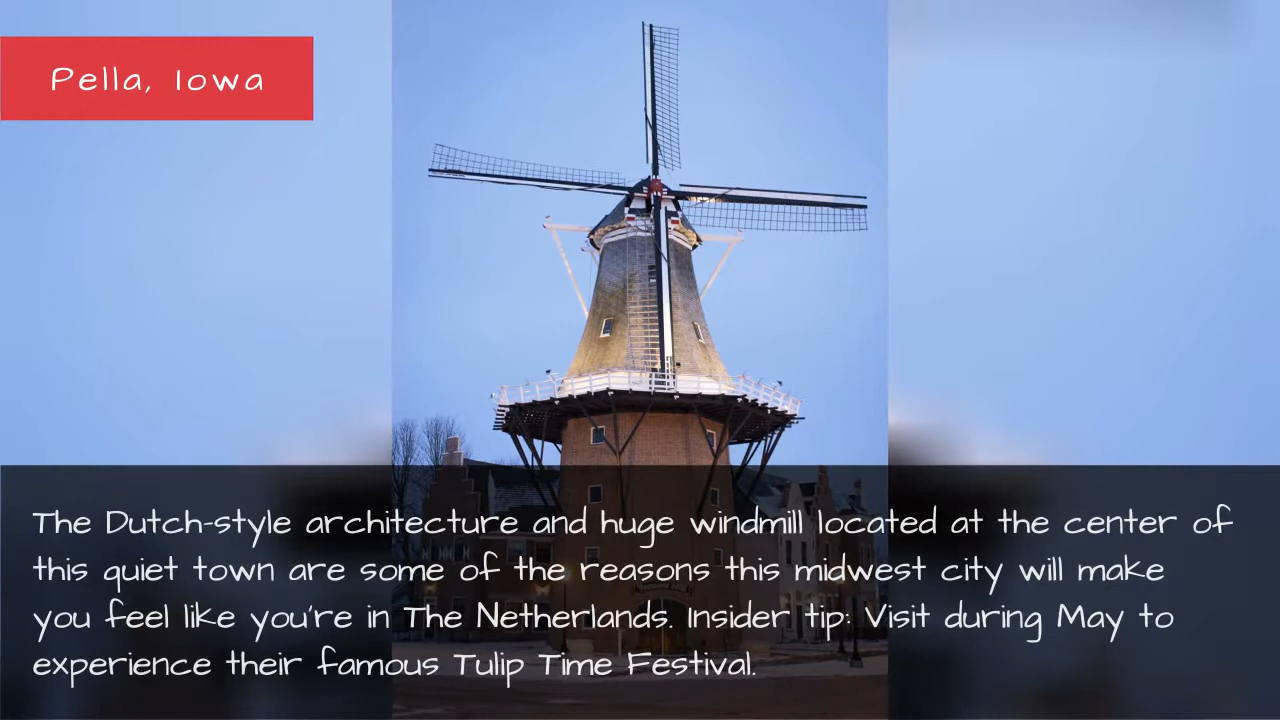 Pella, Iowa
The Dutch-style architecture and huge windmill located at the center of
this quiet town are some of the reasons this midwest city will make
you feel like you're in The Netherlands. Insider tip: Visit during May to
experience their famous Tulip Time Festival.